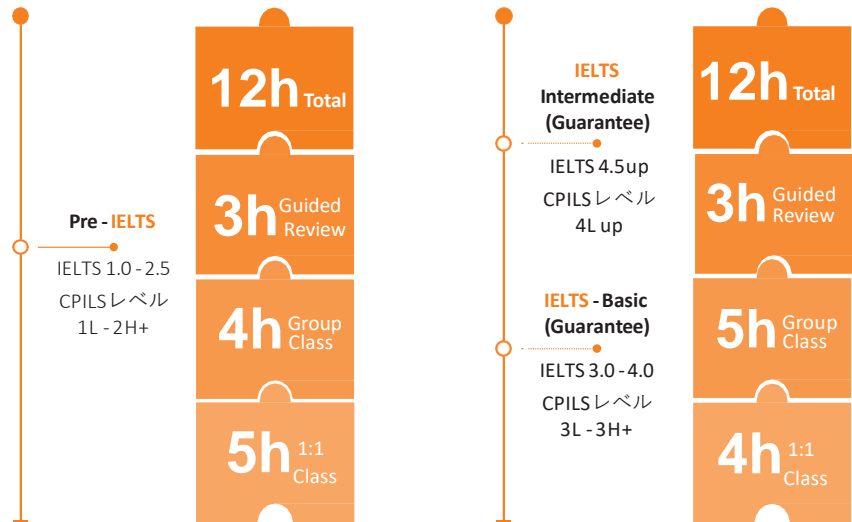 Pre - IELTS
IELTS 1.0 - 2.5
CPILSレベル
1L - 2H+
12h Total
3h Guided
Review
4h Group
Class
5h 1:1
Class
IELTS
Intermediate
(Guarantee)
IELTS 4.5up
CPILSレベル
4L up
IELTS - Basic
(Guarantee)
IELTS 3.0 - 4.0
CPILSレベル
3L - 3H+
12h Total
3h Guided
Review
5h Group
Class
4h 1:1
Class